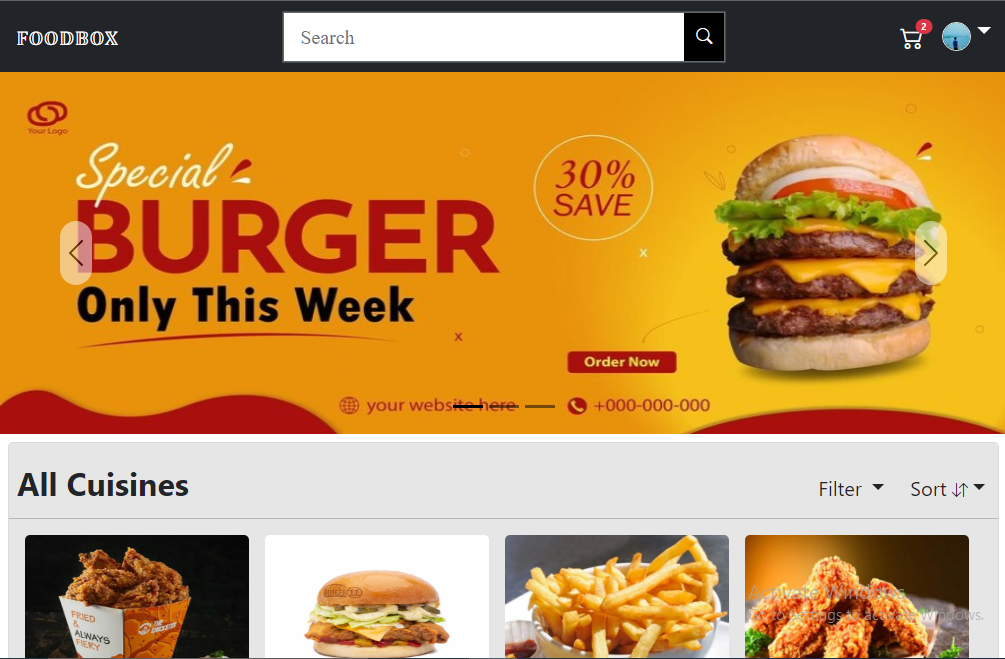 FOODBOX
Search
2
Your Logo
Special
BURGER
Only This Week
30%
SAVE
x
x
Order Now
your website here
+000-000-000
All Cuisines
Filter
Sort
FRIED
&
ALWAYS
FIERY
Activate Windows
Go to Settings to activate Windows.